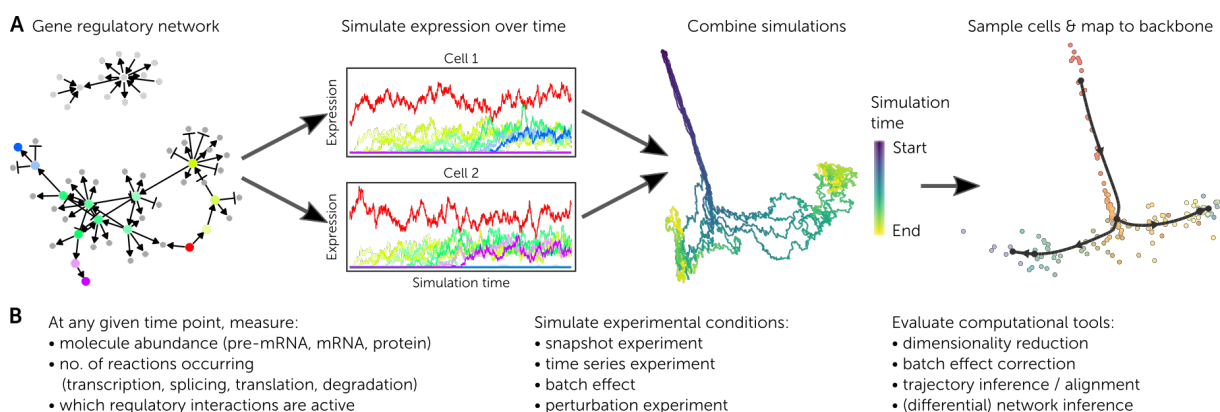 A Gene regulatory network
Simulate expression over time
Combine simulations
Sample cells & map to backbone
Cell 1
Expression
Cell 2
Expression
Simulation time
Simulation
time
Start
End
B
At any given time point, measure:
• molecule abundance (pre-mRNA, mRNA, protein)
• no. of reactions occurring
(transcription, splicing, translation, degradation)
• which regulatory interactions are active
Simulate experimental conditions:
• snapshot experiment
• time series experiment
• batch effect
• perturbation experiment
Evaluate computational tools:
• dimensionality reduction
• batch effect correction
• trajectory inference / alignment
• (differential) network inference